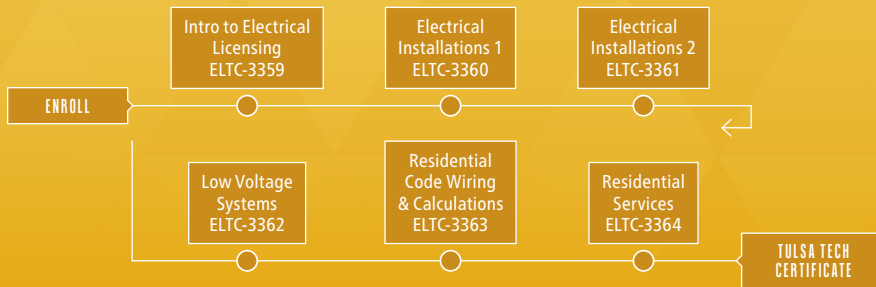 ENROLL
Intro to Electrical
Licensing
ELTC-3359
Electrical
Installations 1
ELTC-3360
Electrical
Installations 2
ELTC-3361
Low Voltage
Systems
ELTC-3362
Residential
Code Wiring
& Calculations
ELTC-3363
Residential
Services
ELTC-3364
TULSA TECH
CERTIFICATE